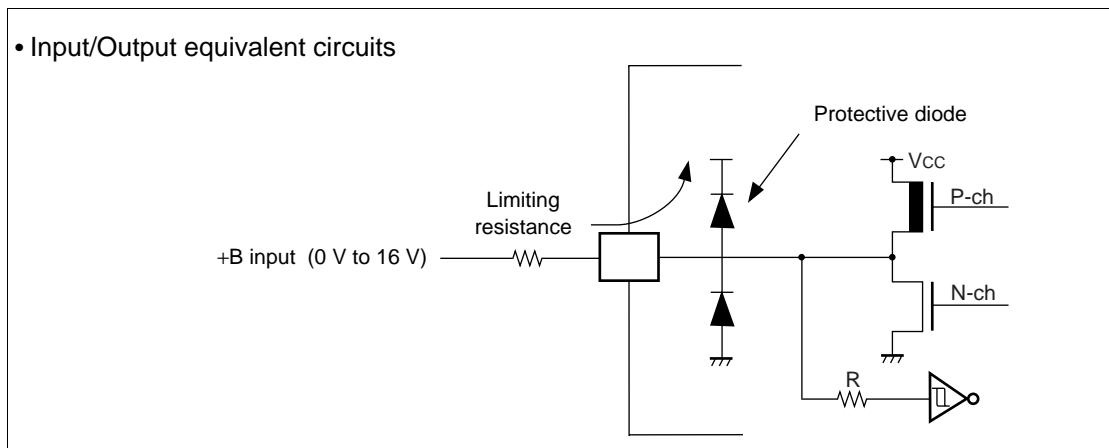 • Input/Output equivalent circuits
Protective diode
VCC
P-ch
Limiting
resistance
+B input (0 V to 16 V)
N-ch
R